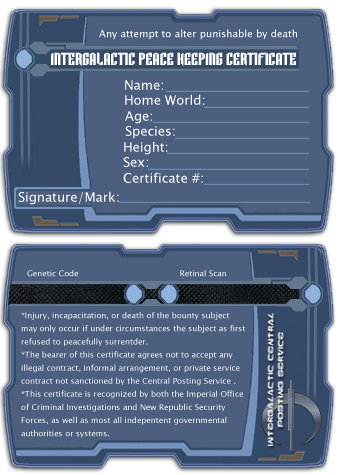 Any attempt to alter punishable by death
INTERGALACTIC PEACE KEEPING CERTIFICATE
Name:
Home World:
Age:
Species:
Height:
Sex:
Certificate #:
Signature/Mark:
Genetic Code
Retinal Scan
*Injury, incapacitation, or death of the bounty subject
may only occur if under circumstances the subject as first
refused to peacefully surrentder.
*The bearer of this certificate agrees not to accept any
illegal contract, informal arrangement, or private service
contract not sanctioned by the Central Posting Service .
*This certificate is recognized by both the Imperial Office
of Criminal Investigations and New Republic Security
Forces, as well as most all indepentent governmental
authorities or systems.
INTERGALACTIC CENTRAL
POSTING SERVICE